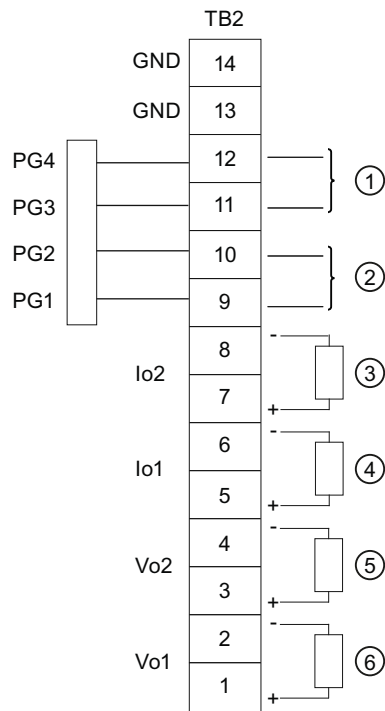 TB2
GND 14
GND 13
PG4 12 ①
PG3 11
PG2 10 ②
PG1 9
8 - ③
Io2
7 +
6 - ④
Io1
5 +
4 - ⑤
Vo2
3 +
2 - ⑥
Vo1
1 +